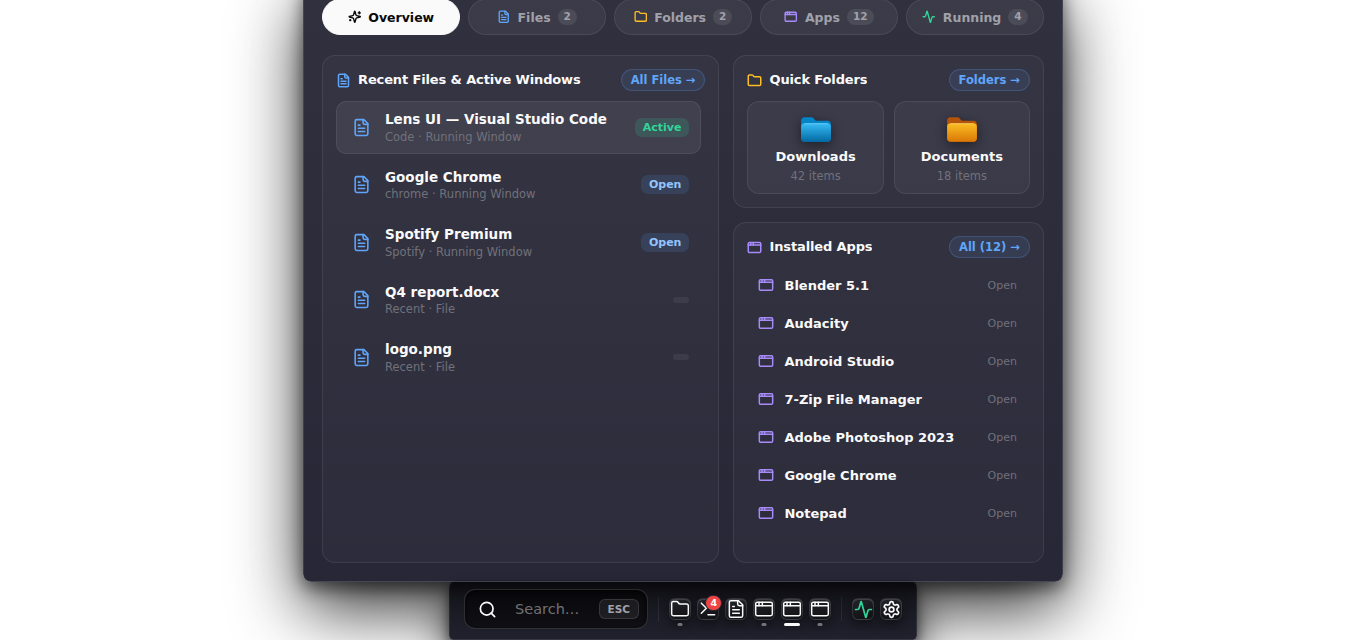 Overview
Files 2
Folders 2
Apps 12
Running 4
Recent Files & Active Windows
All Files →
Lens UI — Visual Studio Code
Code · Running Window
Active
Google Chrome
chrome · Running Window
Open
Spotify Premium
Spotify · Running Window
Open
Q4 report.docx
Recent · File
logo.png
Recent · File
Quick Folders
Folders →
Downloads
42 items
Documents
18 items
Installed Apps
All (12) →
Blender 5.1 Open
Audacity Open
Android Studio Open
7-Zip File Manager Open
Adobe Photoshop 2023 Open
Google Chrome Open
Notepad Open
Search... ESC
4